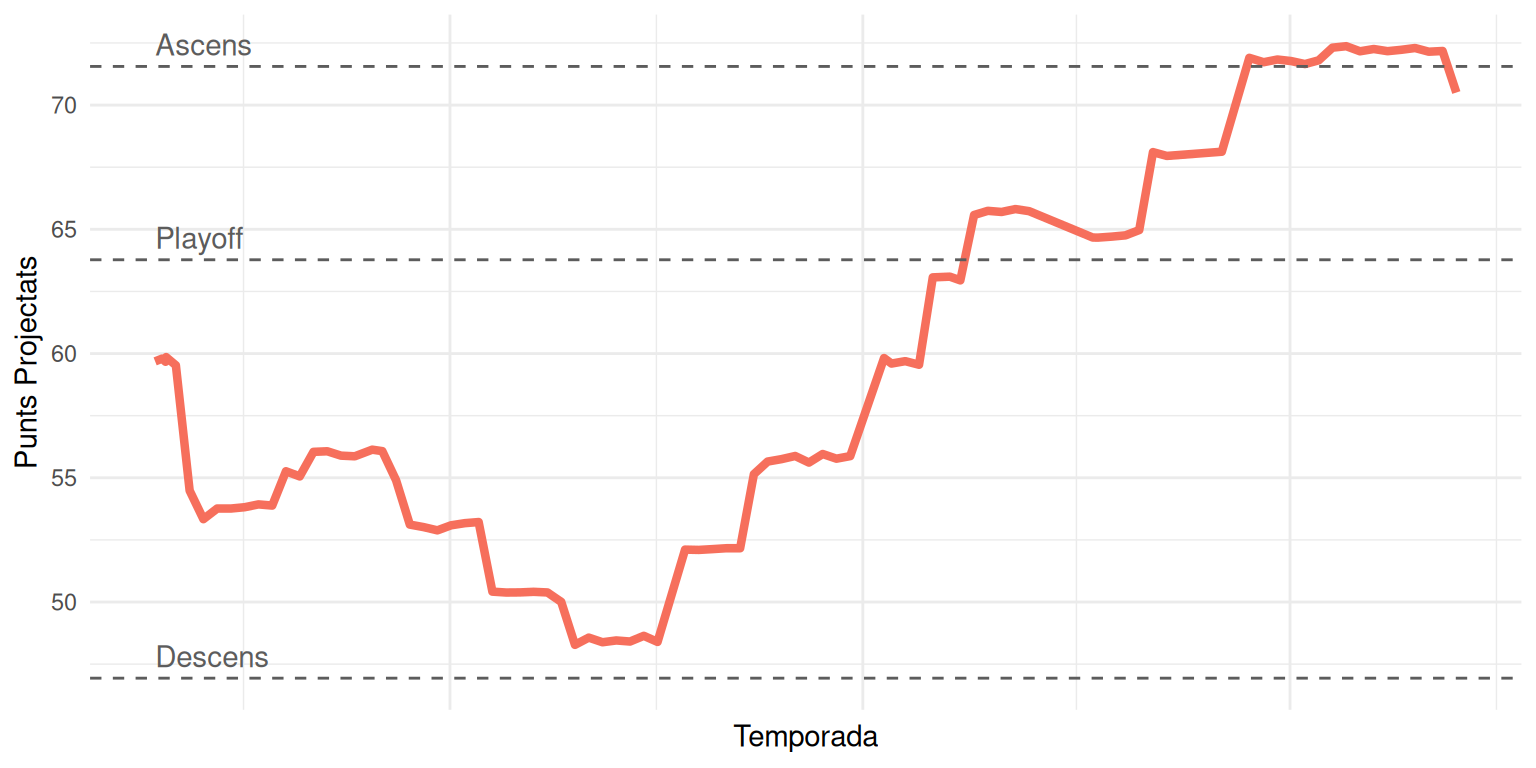 Ascens
70
Playoff
65
60
55
50
Descens
Punts Projectats
Temporada